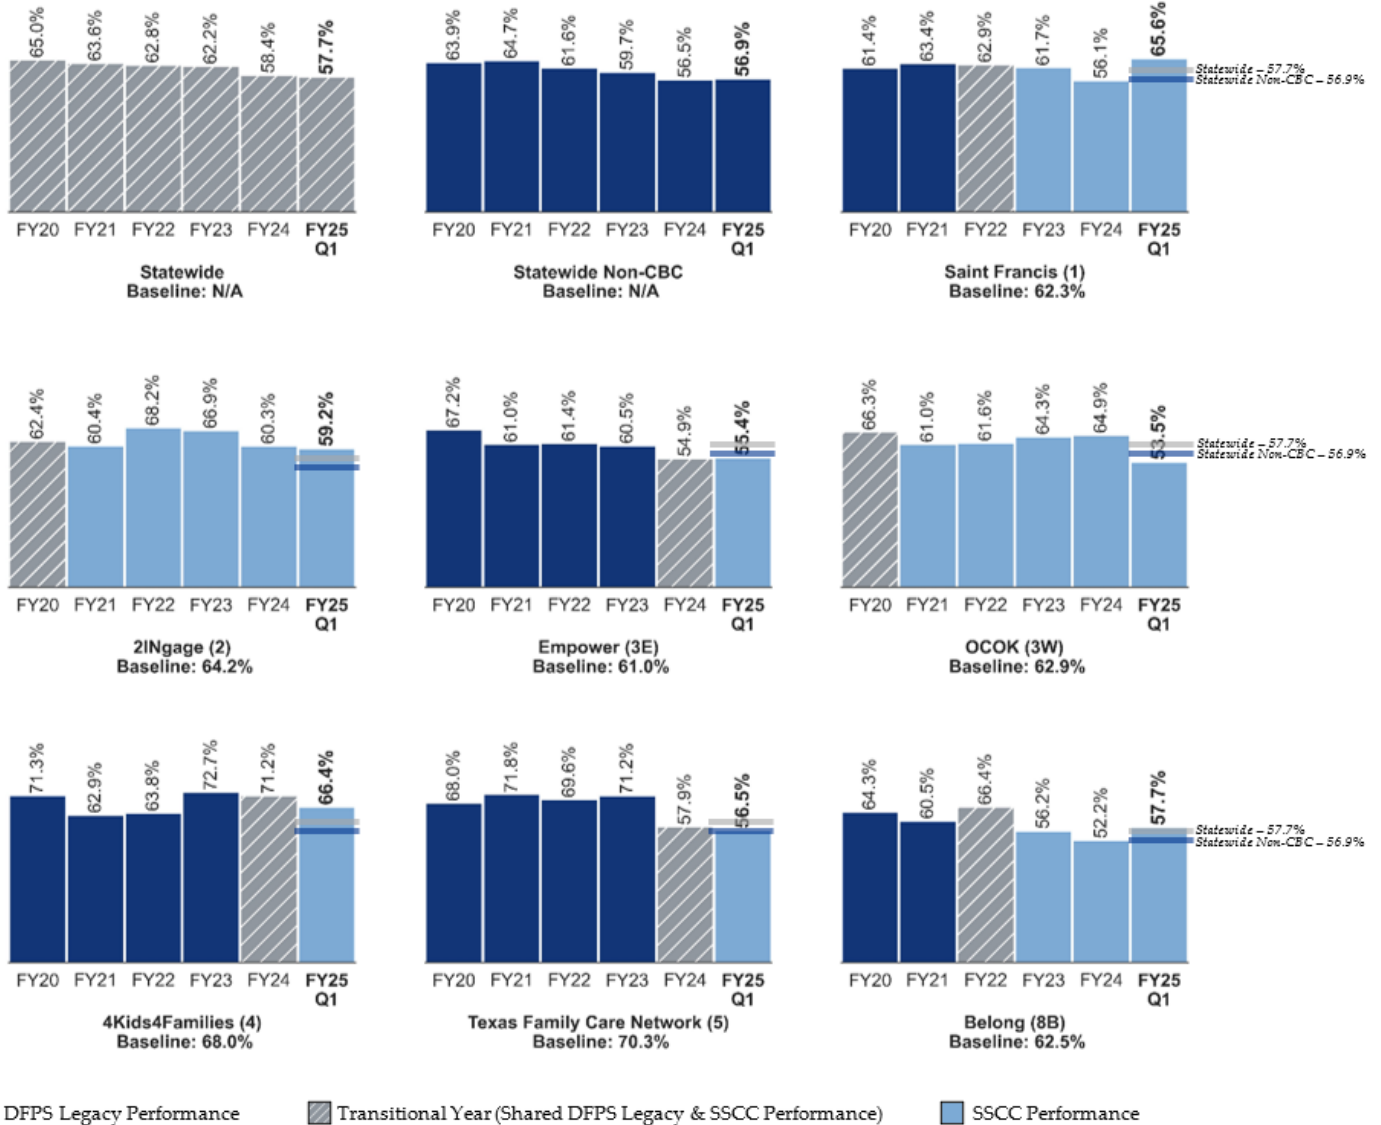 65.0% 63.6% 62.8% 62.2% 58.4% 57.7%
FY20 FY21 FY22 FY23 FY24 FY25
Q1
Statewide
Baseline: N/A
63.9% 64.7% 61.6% 59.7% 56.5% 56.9%
FY20 FY21 FY22 FY23 FY24 FY25
Q1
Statewide Non-CBC
Baseline: N/A
61.4% 63.4% 62.9% 61.7% 56.1% 65.6%
Statewide – 57.7%
Statewide Non-CBC – 56.9%
FY20 FY21 FY22 FY23 FY24 FY25
Q1
Saint Francis (1)
Baseline: 62.3%
62.4% 60.4% 68.2% 66.9% 60.3% 59.2%
FY20 FY21 FY22 FY23 FY24 FY25
Q1
2INgage (2)
Baseline: 64.2%
67.2% 61.0% 61.4% 60.5% 54.9% 55.4%
FY20 FY21 FY22 FY23 FY24 FY25
Q1
Empower (3E)
Baseline: 61.0%
66.3% 61.0% 61.6% 64.3% 64.9% 53.5%
Statewide – 57.7%
Statewide Non-CBC – 56.9%
FY20 FY21 FY22 FY23 FY24 FY25
Q1
OCOK (3W)
Baseline: 62.9%
71.3% 62.9% 63.8% 72.7% 71.2% 66.4%
FY20 FY21 FY22 FY23 FY24 FY25
Q1
4Kids4Families (4)
Baseline: 68.0%
68.0% 71.8% 69.6% 71.2% 57.9% 56.5%
FY20 FY21 FY22 FY23 FY24 FY25
Q1
Texas Family Care Network (5)
Baseline: 70.3%
64.3% 60.5% 66.4% 56.2% 52.2% 57.7%
Statewide – 57.7%
Statewide Non-CBC – 56.9%
FY20 FY21 FY22 FY23 FY24 FY25
Q1
Belong (8B)
Baseline: 62.5%
DFPS Legacy Performance
Transitional Year (Shared DFPS Legacy & SSCC Performance)
SSCC Performance